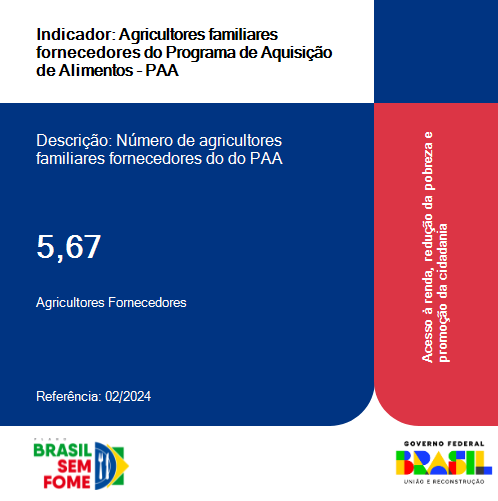 Indicador: Agricultores familiares
fornecedores do Programa de Aquisição
de Alimentos - PAA
Descrição: Número de agricultores
familiares fornecedores do do PAA
5,67
Agricultores Fornecedores
Referência: 02/2024
Acesso à renda, redução da pobreza e
promoção da cidadania
PLANO
BRASIL
SEM
FOME
GOVERNO FEDERAL
BRASIL
UNIÃO E RECONSTRUÇÃO